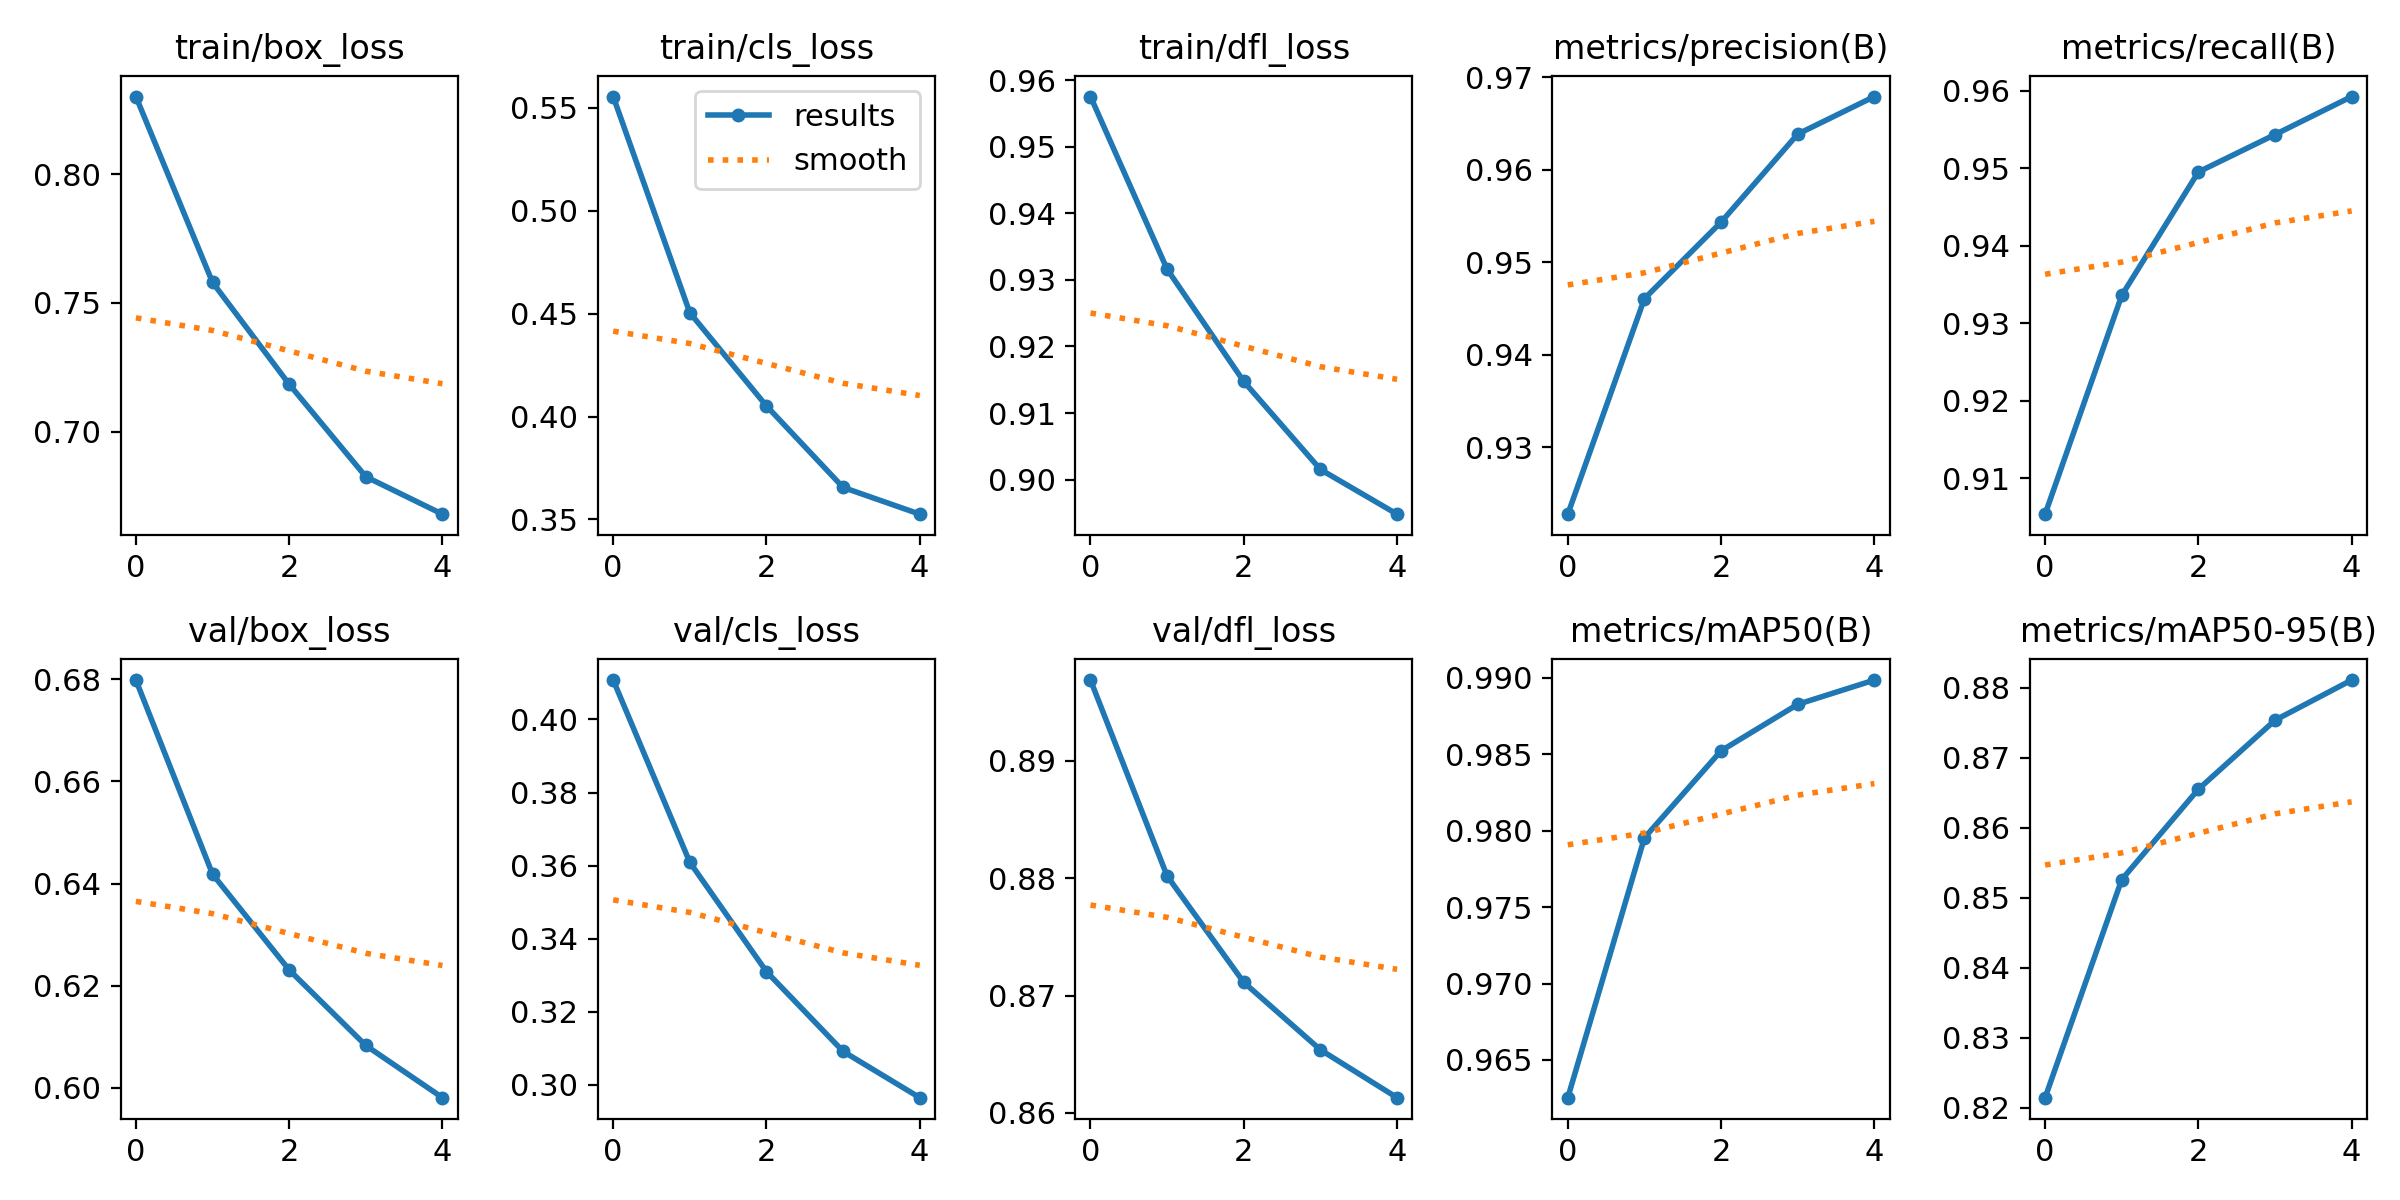 train/box_loss
0.80
0.75
0.70
0 2 4
train/cls_loss
results
smooth
0.55
0.50
0.45
0.40
0.35
0 2 4
train/dfl_loss
0.96
0.95
0.94
0.93
0.92
0.91
0.90
0 2 4
metrics/precision(B)
0.97
0.96
0.95
0.94
0.93
0 2 4
metrics/recall(B)
0.96
0.95
0.94
0.93
0.92
0.91
0 2 4
val/box_loss
0.68
0.66
0.64
0.62
0.60
0 2 4
val/cls_loss
0.40
0.38
0.36
0.34
0.32
0.30
0 2 4
val/dfl_loss
0.89
0.88
0.87
0.86
0 2 4
metrics/mAP50(B)
0.990
0.985
0.980
0.975
0.970
0.965
0 2 4
metrics/mAP50-95(B)
0.88
0.87
0.86
0.85
0.84
0.83
0.82
0 2 4